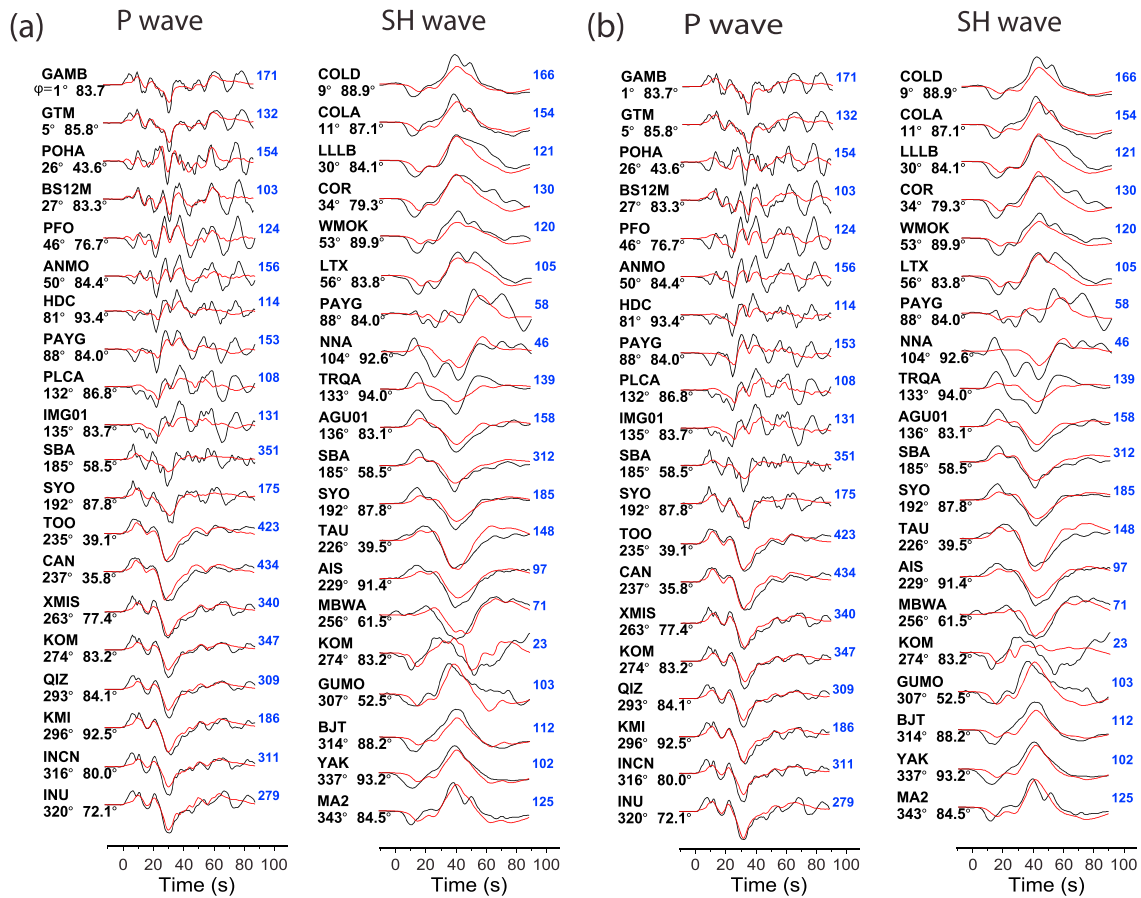 (a) P wave SH wave (b) P wave SH wave
GAMB 171
φ=1° 83.7
GTM 132
5° 85.8°
POHA 154
26° 43.6°
BS12M 103
27° 83.3°
PFO 124
46° 76.7°
ANMO 156
50° 84.4°
HDC 114
81° 93.4°
PAYG 153
88° 84.0°
PLCA 108
132° 86.8°
IMG01 131
135° 83.7°
SBA 351
185° 58.5°
SYO 175
192° 87.8°
TOO 423
235° 39.1°
CAN 434
237° 35.8°
XMIS 340
263° 77.4°
KOM 347
274° 83.2°
QIZ 309
293° 84.1°
KMI 186
296° 92.5°
INCN 311
316° 80.0°
INU 279
320° 72.1°
0 20 40 60 80 100
Time (s)
COLD 166
9° 88.9°
COLA 154
11° 87.1°
LLLB 121
30° 84.1°
COR 130
34° 79.3°
WMOK 120
53° 89.9°
LTX 105
56° 83.8°
PAYG 58
88° 84.0°
NNA 46
104° 92.6°
TRQA 139
133° 94.0°
AGU01 158
136° 83.1°
SBA 312
185° 58.5°
SYO 185
192° 87.8°
TAU 148
226° 39.5°
AIS 97
229° 91.4°
MBWA 71
256° 61.5°
KOM 23
274° 83.2°
GUMO 103
307° 52.5°
BJT 112
314° 88.2°
YAK 102
337° 93.2°
MA2 125
343° 84.5°
0 20 40 60 80 100
Time (s)
GAMB 171
1° 83.7°
GTM 132
5° 85.8°
POHA 154
26° 43.6°
BS12M 103
27° 83.3°
PFO 124
46° 76.7°
ANMO 156
50° 84.4°
HDC 114
81° 93.4°
PAYG 153
88° 84.0°
PLCA 108
132° 86.8°
IMG01 131
135° 83.7°
SBA 351
185° 58.5°
SYO 175
192° 87.8°
TOO 423
235° 39.1°
CAN 434
237° 35.8°
XMIS 340
263° 77.4°
KOM 347
274° 83.2°
QIZ 309
293° 84.1°
KMI 186
296° 92.5°
INCN 311
316° 80.0°
INU 279
320° 72.1°
0 20 40 60 80 100
Time (s)
COLD 166
9° 88.9°
COLA 154
11° 87.1°
LLLB 121
30° 84.1°
COR 130
34° 79.3°
WMOK 120
53° 89.9°
LTX 105
56° 83.8°
PAYG 58
88° 84.0°
NNA 46
104° 92.6°
TRQA 139
133° 94.0°
AGU01 158
136° 83.1°
SBA 312
185° 58.5°
SYO 185
192° 87.8°
TAU 148
226° 39.5°
AIS 97
229° 91.4°
MBWA 71
256° 61.5°
KOM 23
274° 83.2°
GUMO 103
307° 52.5°
BJT 112
314° 88.2°
YAK 102
337° 93.2°
MA2 125
343° 84.5°
0 20 40 60 80 100
Time (s)